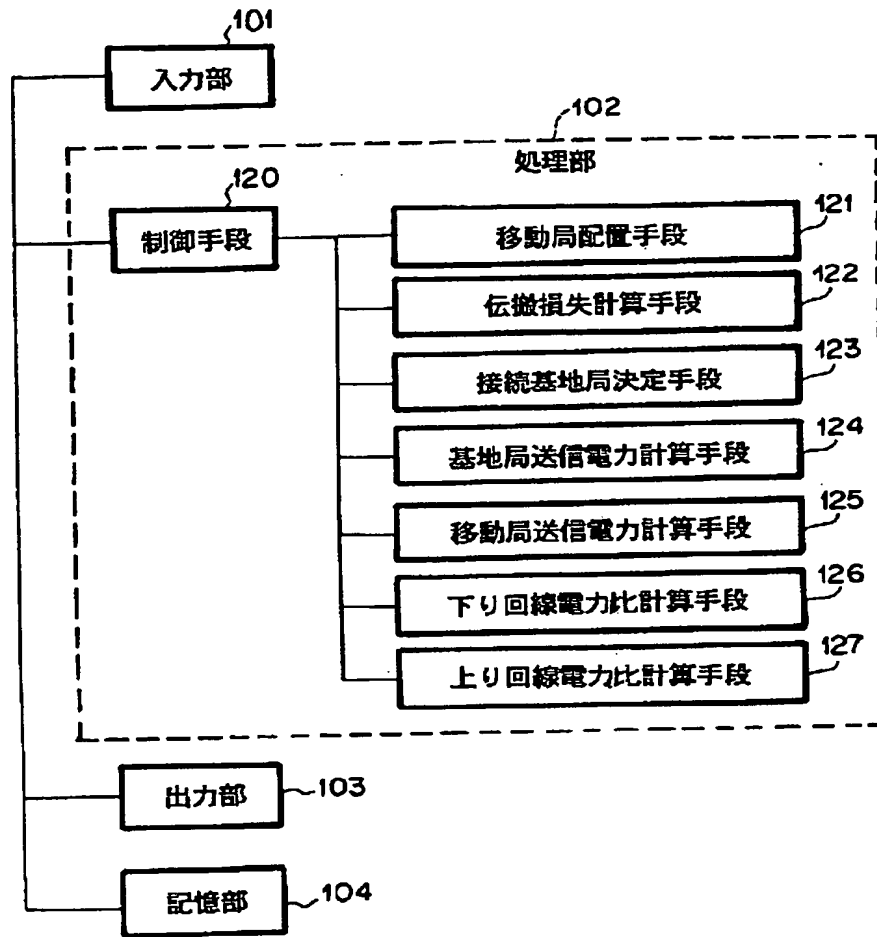 101
入力部
102
処理部
120
制御手段
121
移動局配置手段
122
伝搬損失計算手段
123
接続基地局決定手段
124
基地局送信電力計算手段
125
移動局送信電力計算手段
126
下り回線電力比計算手段
127
上り回線電力比計算手段
出力部
103
記憶部
104